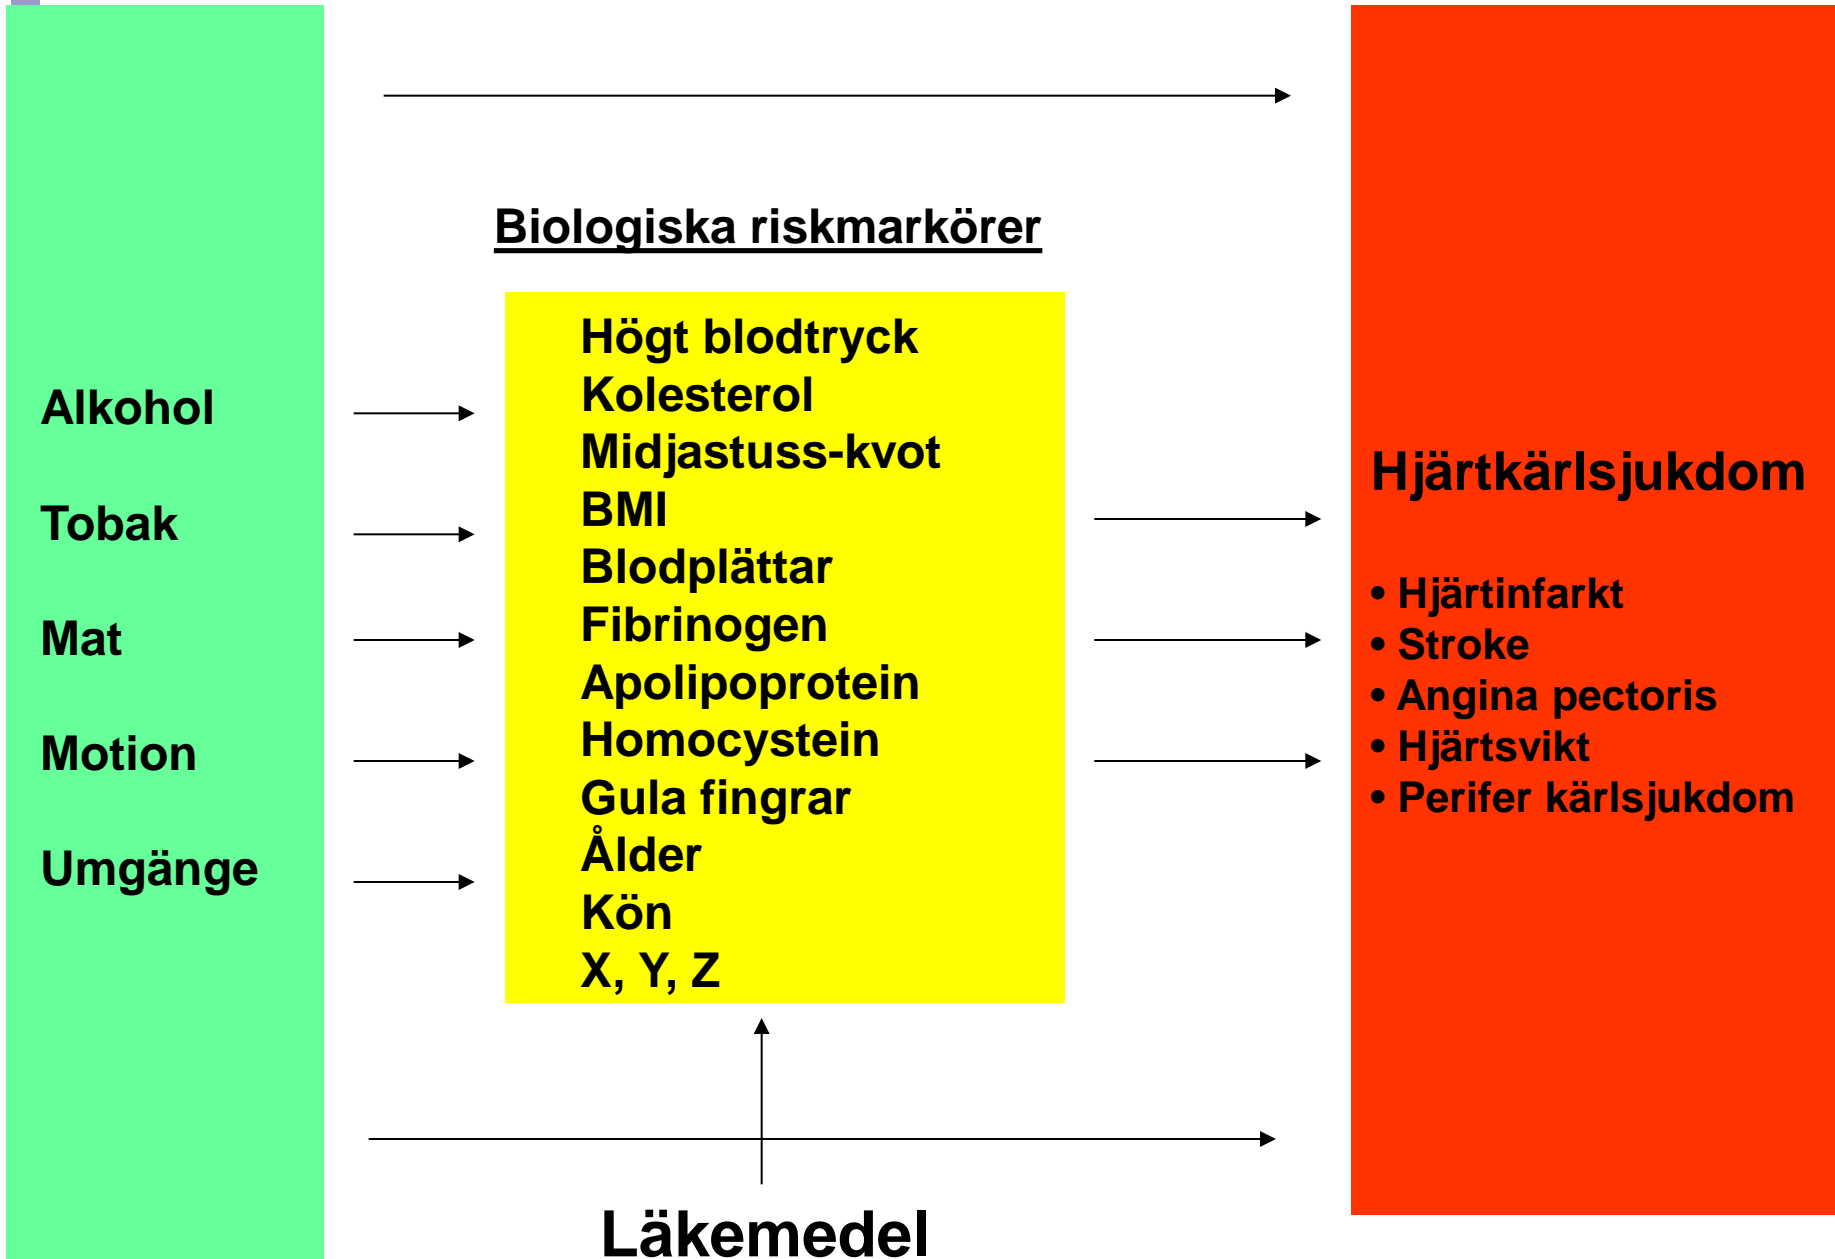 Biologiska riskmarkörer
Alkohol
Tobak
Mat
Motion
Umgänge
Högt blodtryck
Kolesterol
Midjastuss-kvot
BMI
Blodplättar
Fibrinogen
Apolipoprotein
Homocystein
Gula fingrar
Ålder
Kön
X, Y, Z
Hjärtkärlsjukdom
• Hjärtinfarkt
• Stroke
• Angina pectoris
• Hjärtsvikt
• Perifer kärlsjukdom
Läkemedel